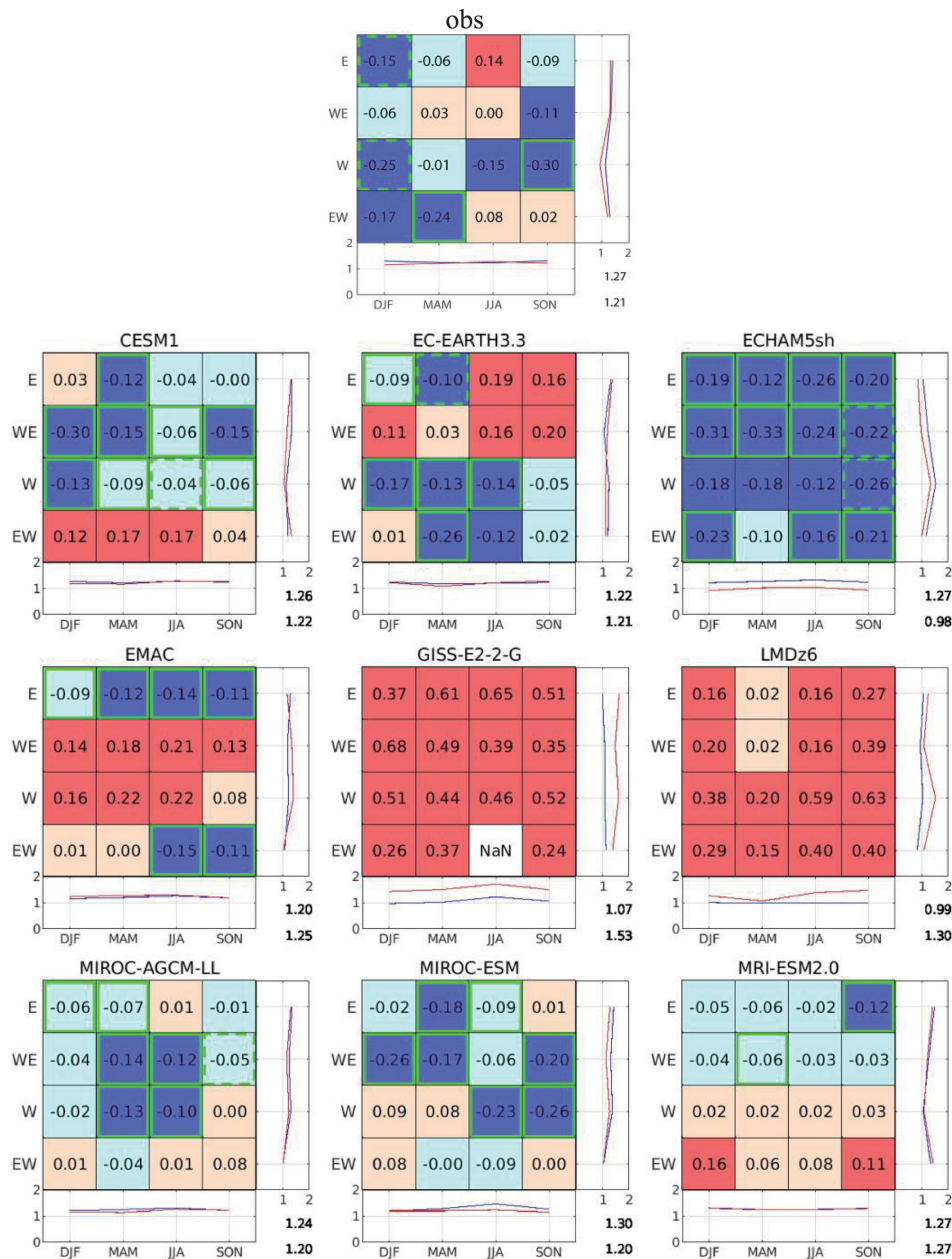 obs
E -0.15 -0.06 0.14 -0.09
WE -0.06 0.03 0.00 -0.11
W -0.25 -0.01 -0.15 -0.30
EW -0.17 -0.24 0.08 0.02
2 1 2
1 1.27
0 1.21
DJF MAM JJA SON
CESM1 EC-EARTH3.3 ECHAM5sh
E 0.03 -0.12 -0.04 -0.00 E -0.09 -0.10 0.19 0.16 E -0.19 -0.12 -0.26 -0.20
WE -0.30 -0.15 -0.06 -0.15 WE 0.11 0.03 0.16 0.20 WE -0.31 -0.33 -0.24 -0.22
W -0.13 -0.09 -0.04 -0.06 W -0.17 -0.13 -0.14 -0.05 W -0.18 -0.18 -0.12 -0.26
EW 0.12 0.17 0.17 0.04 EW 0.01 -0.26 -0.12 -0.02 EW -0.23 -0.10 -0.16 -0.21
2 1 2 2 1 2 2 1 2
1 1.26 1 1.22 1 1.27
0 1.22 0 1.21 0 0.98
DJF MAM JJA SON DJF MAM JJA SON DJF MAM JJA SON
EMAC GISS-E2-2-G LMDz6
E -0.09 -0.12 -0.14 -0.11 E 0.37 0.61 0.65 0.51 E 0.16 0.02 0.16 0.27
WE 0.14 0.18 0.21 0.13 WE 0.68 0.49 0.39 0.35 WE 0.20 0.02 0.16 0.39
W 0.16 0.22 0.22 0.08 W 0.51 0.44 0.46 0.52 W 0.38 0.20 0.59 0.63
EW 0.01 0.00 -0.15 -0.11 EW 0.26 0.37 NaN 0.24 EW 0.29 0.15 0.40 0.40
2 1 2 2 1 2 2 1 2
1 1.20 1 1.07 1 0.99
0 1.25 0 1.53 0 1.30
DJF MAM JJA SON DJF MAM JJA SON DJF MAM JJA SON
MIROC-AGCM-LL MIROC-ESM MRI-ESM2.0
E -0.06 -0.07 0.01 -0.01 E -0.02 -0.18 -0.09 0.01 E -0.05 -0.06 -0.02 -0.12
WE -0.04 -0.14 -0.12 -0.05 WE -0.26 -0.17 -0.06 -0.20 WE -0.04 -0.06 -0.03 -0.03
W -0.02 -0.13 -0.10 0.00 W 0.09 0.08 -0.23 -0.26 W 0.02 0.02 0.02 0.03
EW 0.01 -0.04 0.01 0.08 EW 0.08 -0.00 -0.09 0.00 EW 0.16 0.06 0.08 0.11
2 1 2 2 1 2 2 1 2
1 1.24 1 1.30 1 1.27
0 1.20 0 1.20 0 1.27
DJF MAM JJA SON DJF MAM JJA SON DJF MAM JJA SON